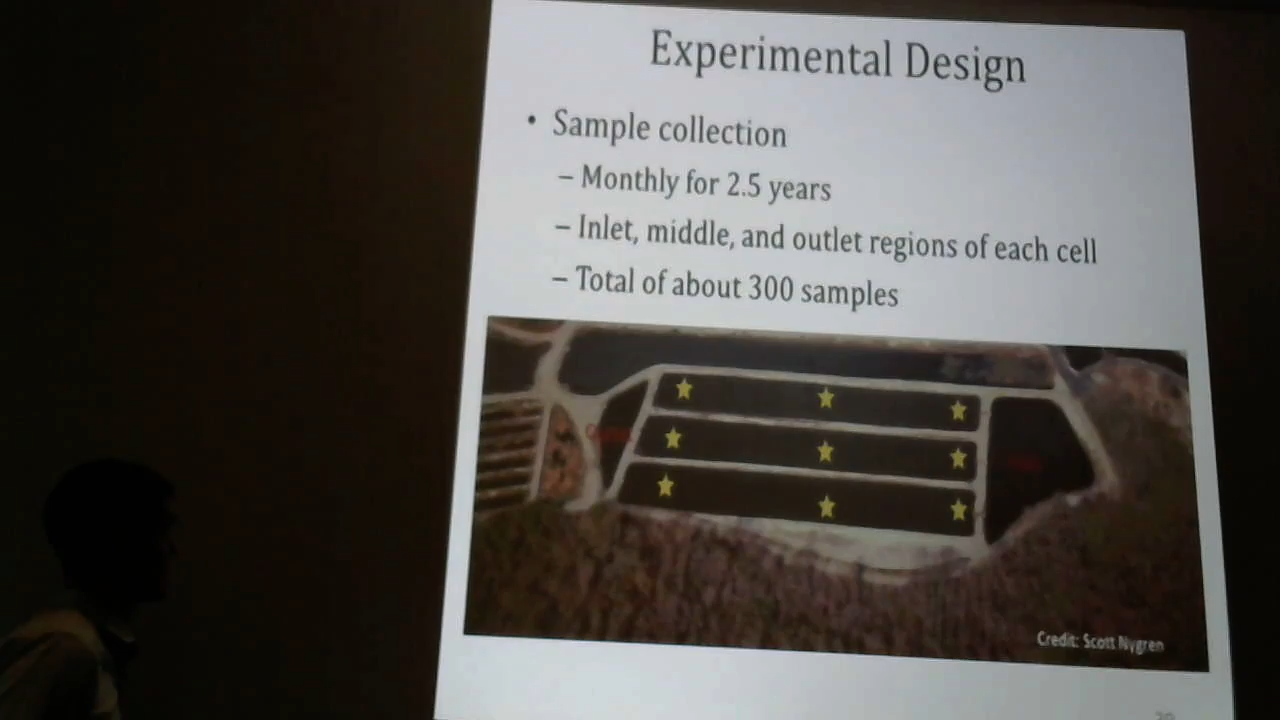 Experimental Design
• Sample collection
– Monthly for 2.5 years
– Inlet, middle, and outlet regions of each cell
– Total of about 300 samples
Credit: Scott Nygren